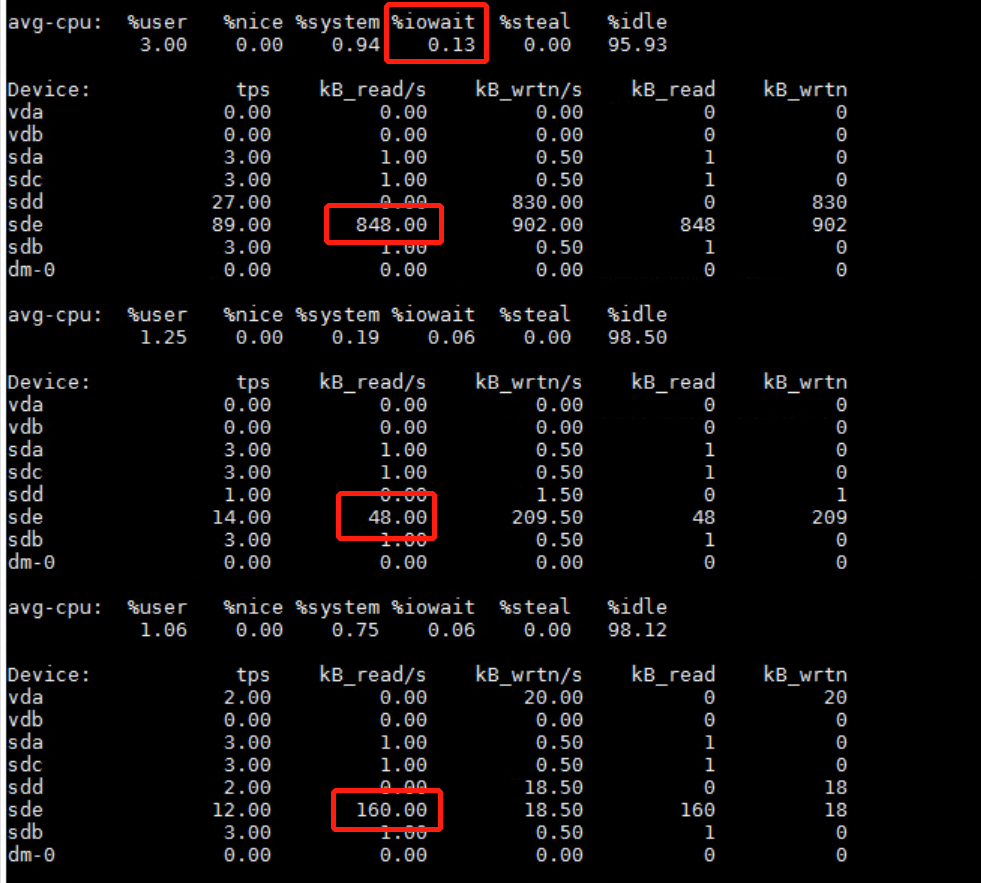 avg-cpu:  %user   %nice %system %iowait  %steal   %idle
           3.00    0.00    0.94    0.13    0.00   95.93
Device:            tps    kB_read/s    kB_wrtn/s    kB_read    kB_wrtn
vda               0.00         0.00         0.00          0          0
vdb               0.00         0.00         0.00          0          0
sda               3.00         1.00         0.50          1          0
sdc               3.00         1.00         0.50          1          0
sdd              27.00         0.00       830.00          0        830
sde              89.00       848.00       902.00        848        902
sdb               3.00         1.00         0.50          1          0
dm-0              0.00         0.00         0.00          0          0
avg-cpu:  %user   %nice %system %iowait  %steal   %idle
           1.25    0.00    0.19    0.06    0.00   98.50
Device:            tps    kB_read/s    kB_wrtn/s    kB_read    kB_wrtn
vda               0.00         0.00         0.00          0          0
vdb               0.00         0.00         0.00          0          0
sda               3.00         1.00         0.50          1          0
sdc               3.00         1.00         0.50          1          0
sdd               1.00         0.00         1.50          0          1
sde              14.00        48.00       209.50         48        209
sdb               3.00         1.00         0.50          1          0
dm-0              0.00         0.00         0.00          0          0
avg-cpu:  %user   %nice %system %iowait  %steal   %idle
           1.06    0.00    0.75    0.06    0.00   98.12
Device:            tps    kB_read/s    kB_wrtn/s    kB_read    kB_wrtn
vda               2.00         0.00        20.00          0         20
vdb               0.00         0.00         0.00          0          0
sda               3.00         1.00         0.50          1          0
sdc               3.00         1.00         0.50          1          0
sdd               2.00         0.00        18.50          0         18
sde              12.00       160.00        18.50        160         18
sdb               3.00         1.00         0.50          1          0
dm-0              0.00         0.00         0.00          0          0